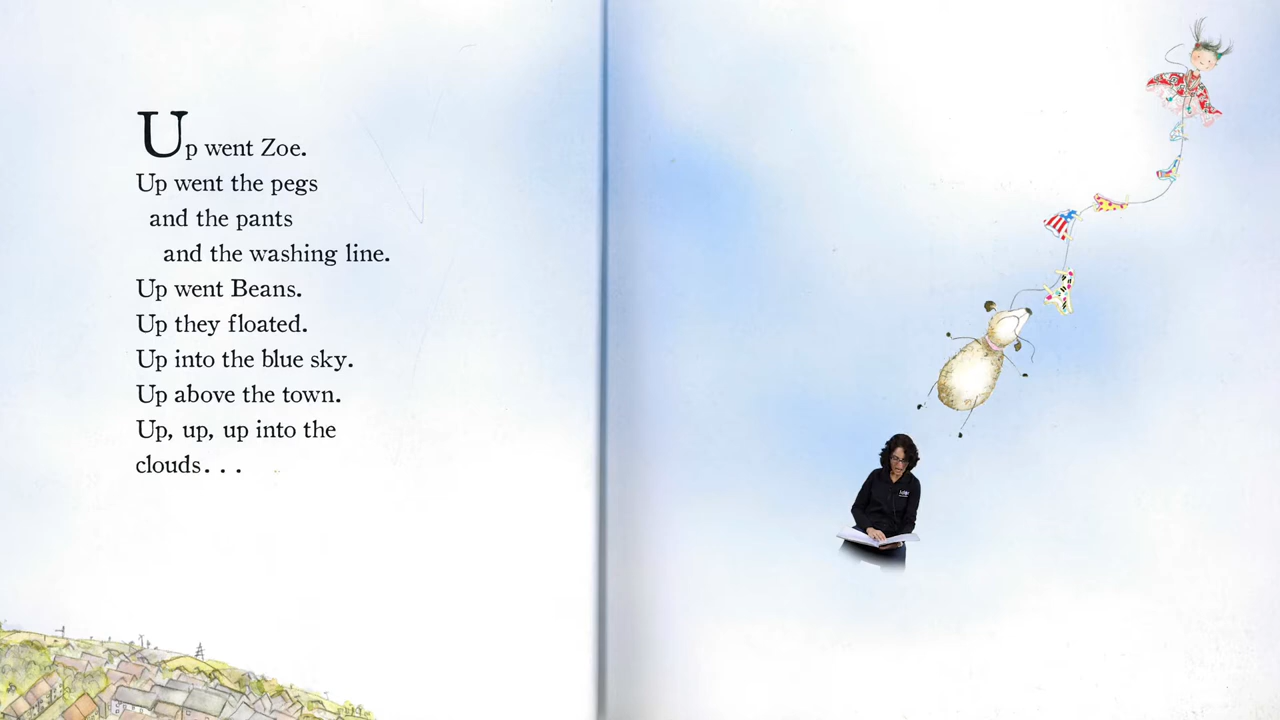 Up went Zoe.
Up went the pegs
and the pants
and the washing line.
Up went Beans.
Up they floated.
Up into the blue sky.
Up above the town.
Up, up, up into the
clouds...